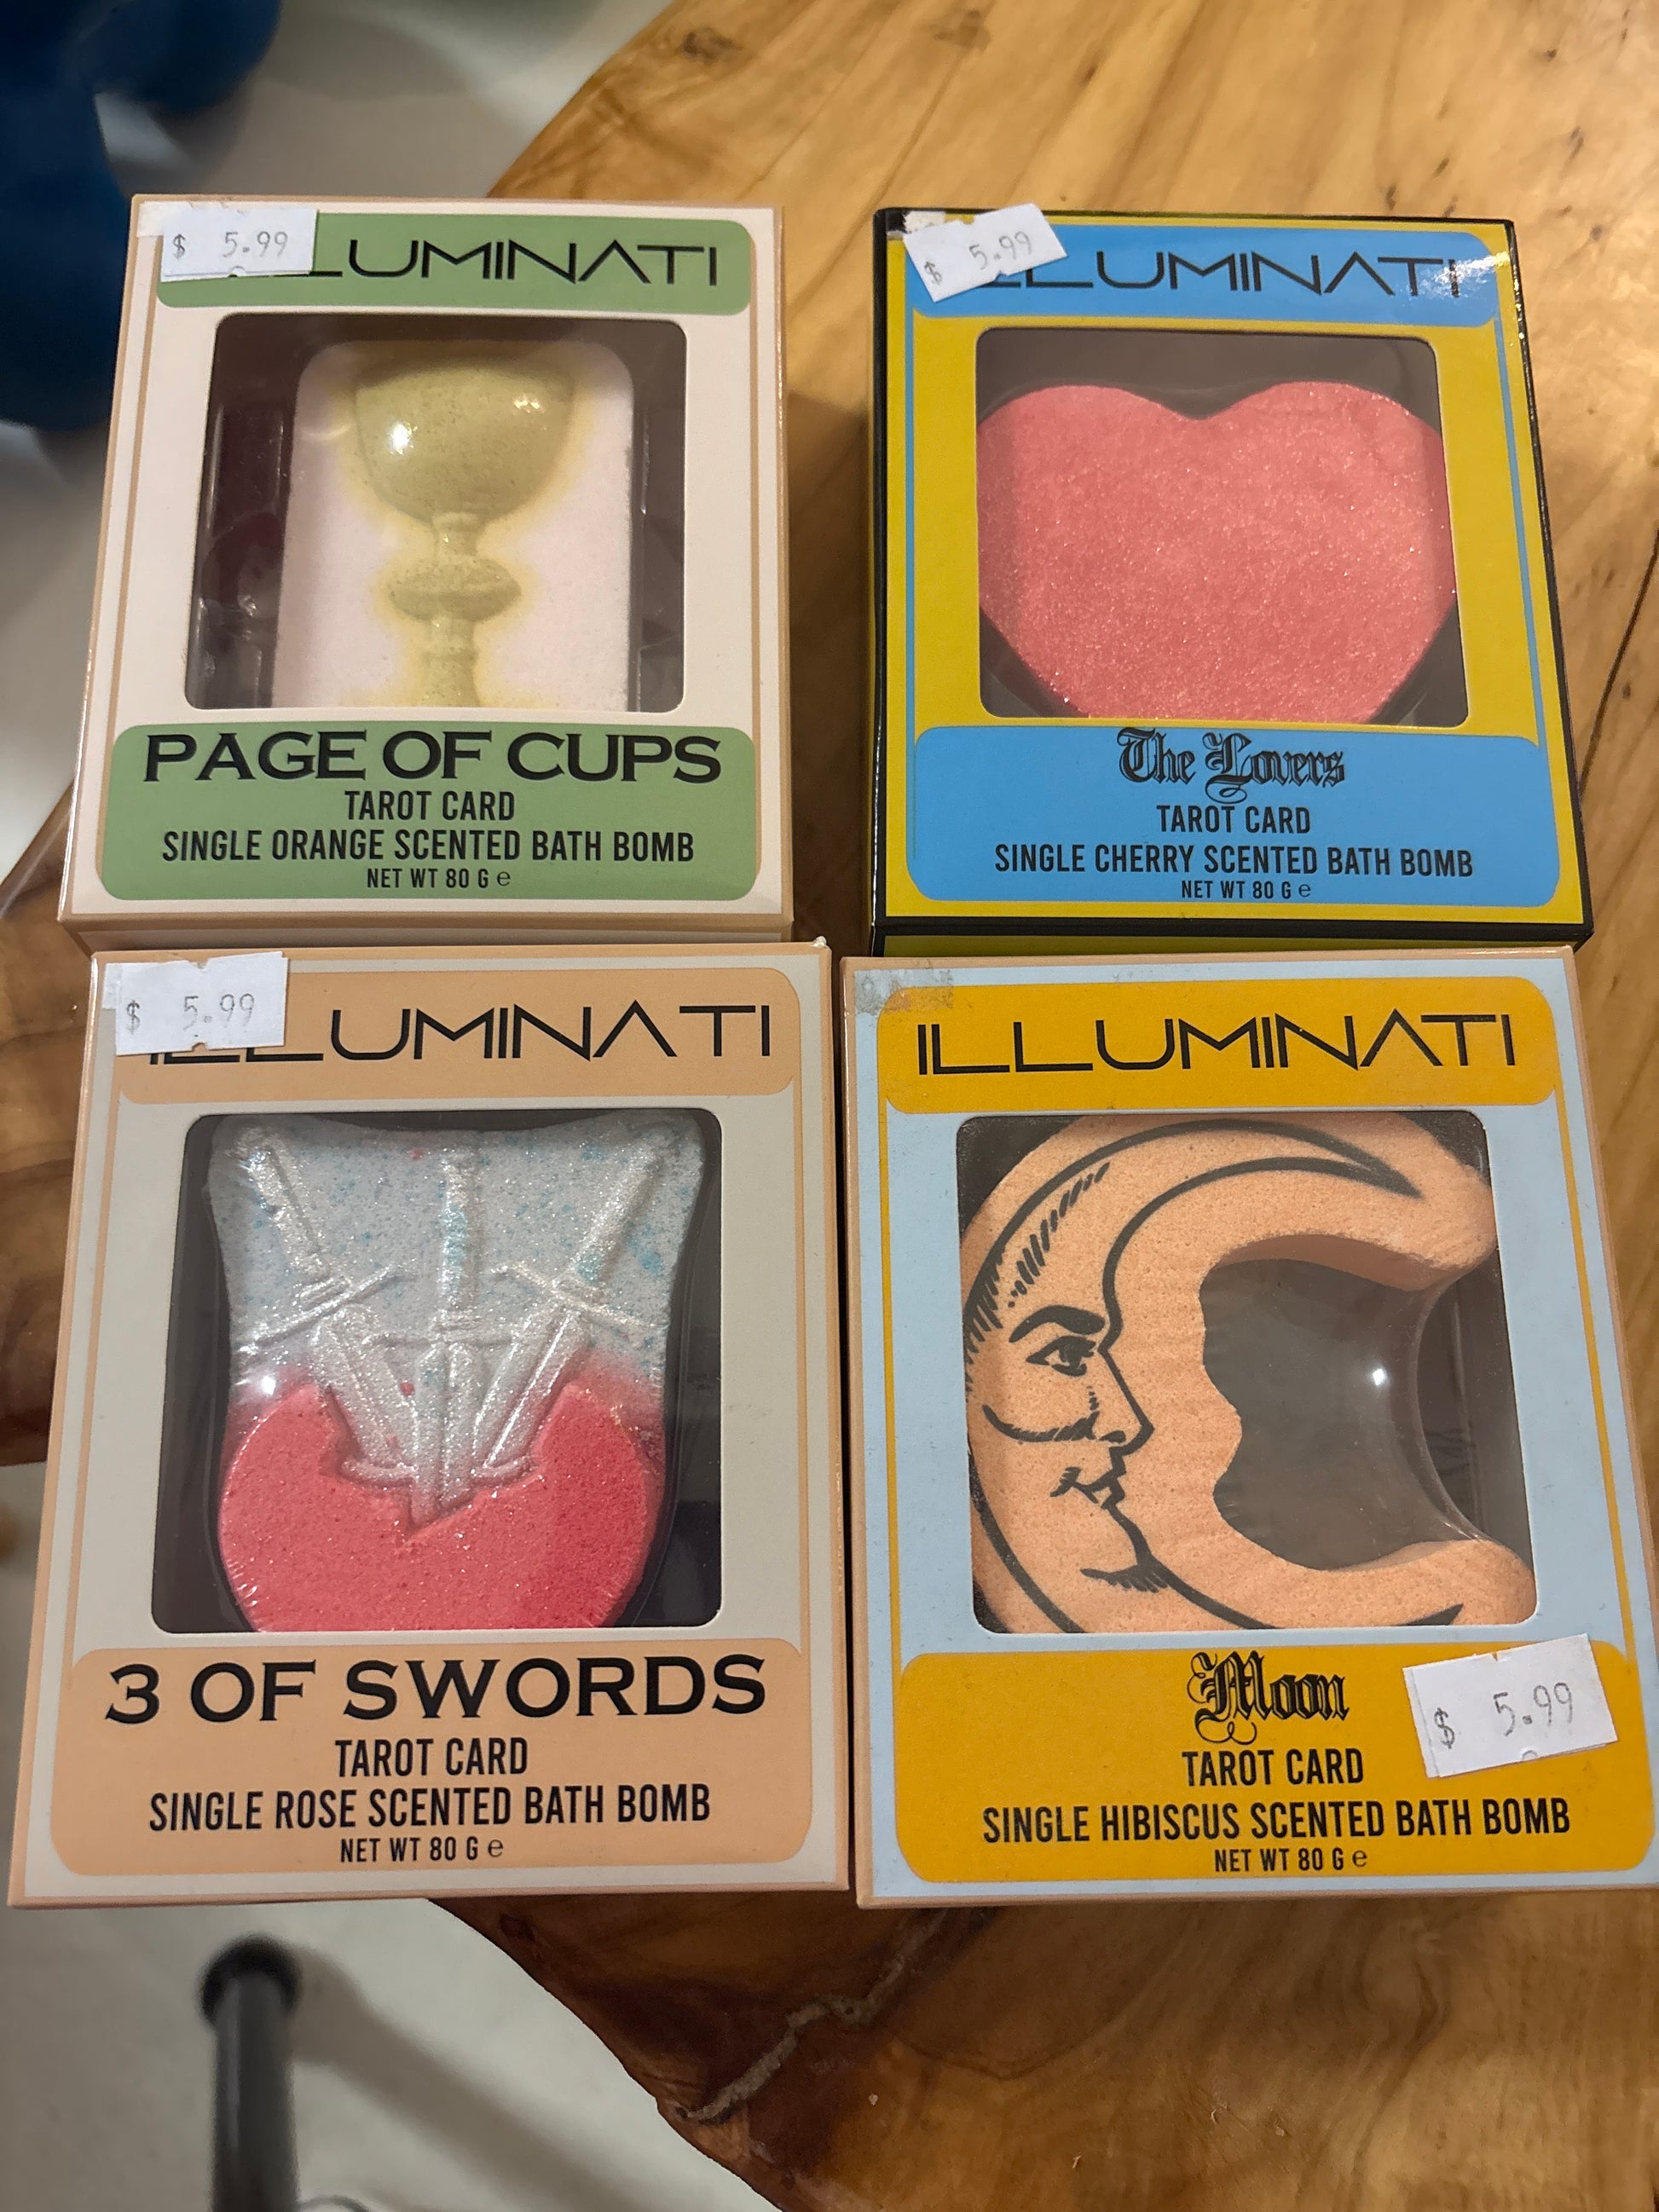 $ 5.99
LUMINATI
PAGE OF CUPS
TAROT CARD
SINGLE ORANGE SCENTED BATH BOMB
NET WT 80 G ℮
$ 5.99
LUMINATI
The Lovers
TAROT CARD
SINGLE CHERRY SCENTED BATH BOMB
NET WT 80 G ℮
$ 5.99
ILLUMINATI
3 OF SWORDS
TAROT CARD
SINGLE ROSE SCENTED BATH BOMB
NET WT 80 G ℮
ILLUMINATI
Moon
$ 5.99
TAROT CARD
SINGLE HIBISCUS SCENTED BATH BOMB
NET WT 80 G ℮